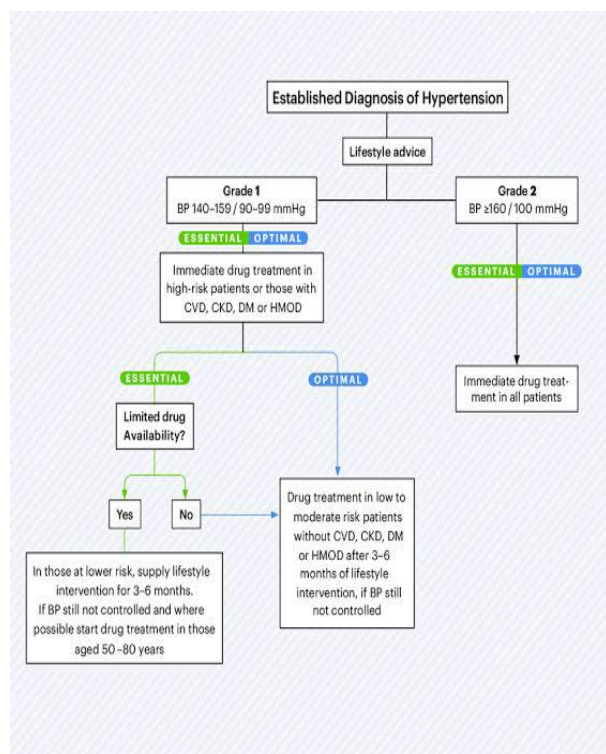 Established Diagnosis of Hypertension
Lifestyle advice
Grade 1
BP 140–159 / 90–99 mmHg
Grade 2
BP ≥160 / 100 mmHg
ESSENTIAL OPTIMAL
ESSENTIAL OPTIMAL
Immediate drug treatment in
high-risk patients or those with
CVD, CKD, DM or HMOD
ESSENTIAL
OPTIMAL
Immediate drug treat-
ment in all patients
Limited drug
Availability?
Yes
No
Drug treatment in low to
moderate risk patients
without CVD, CKD, DM
or HMOD after 3–6
months of lifestyle
intervention, if BP still
not controlled
In those at lower risk, supply lifestyle
intervention for 3–6 months.
If BP still not controlled and where
possible start drug treatment in those
aged 50–80 years